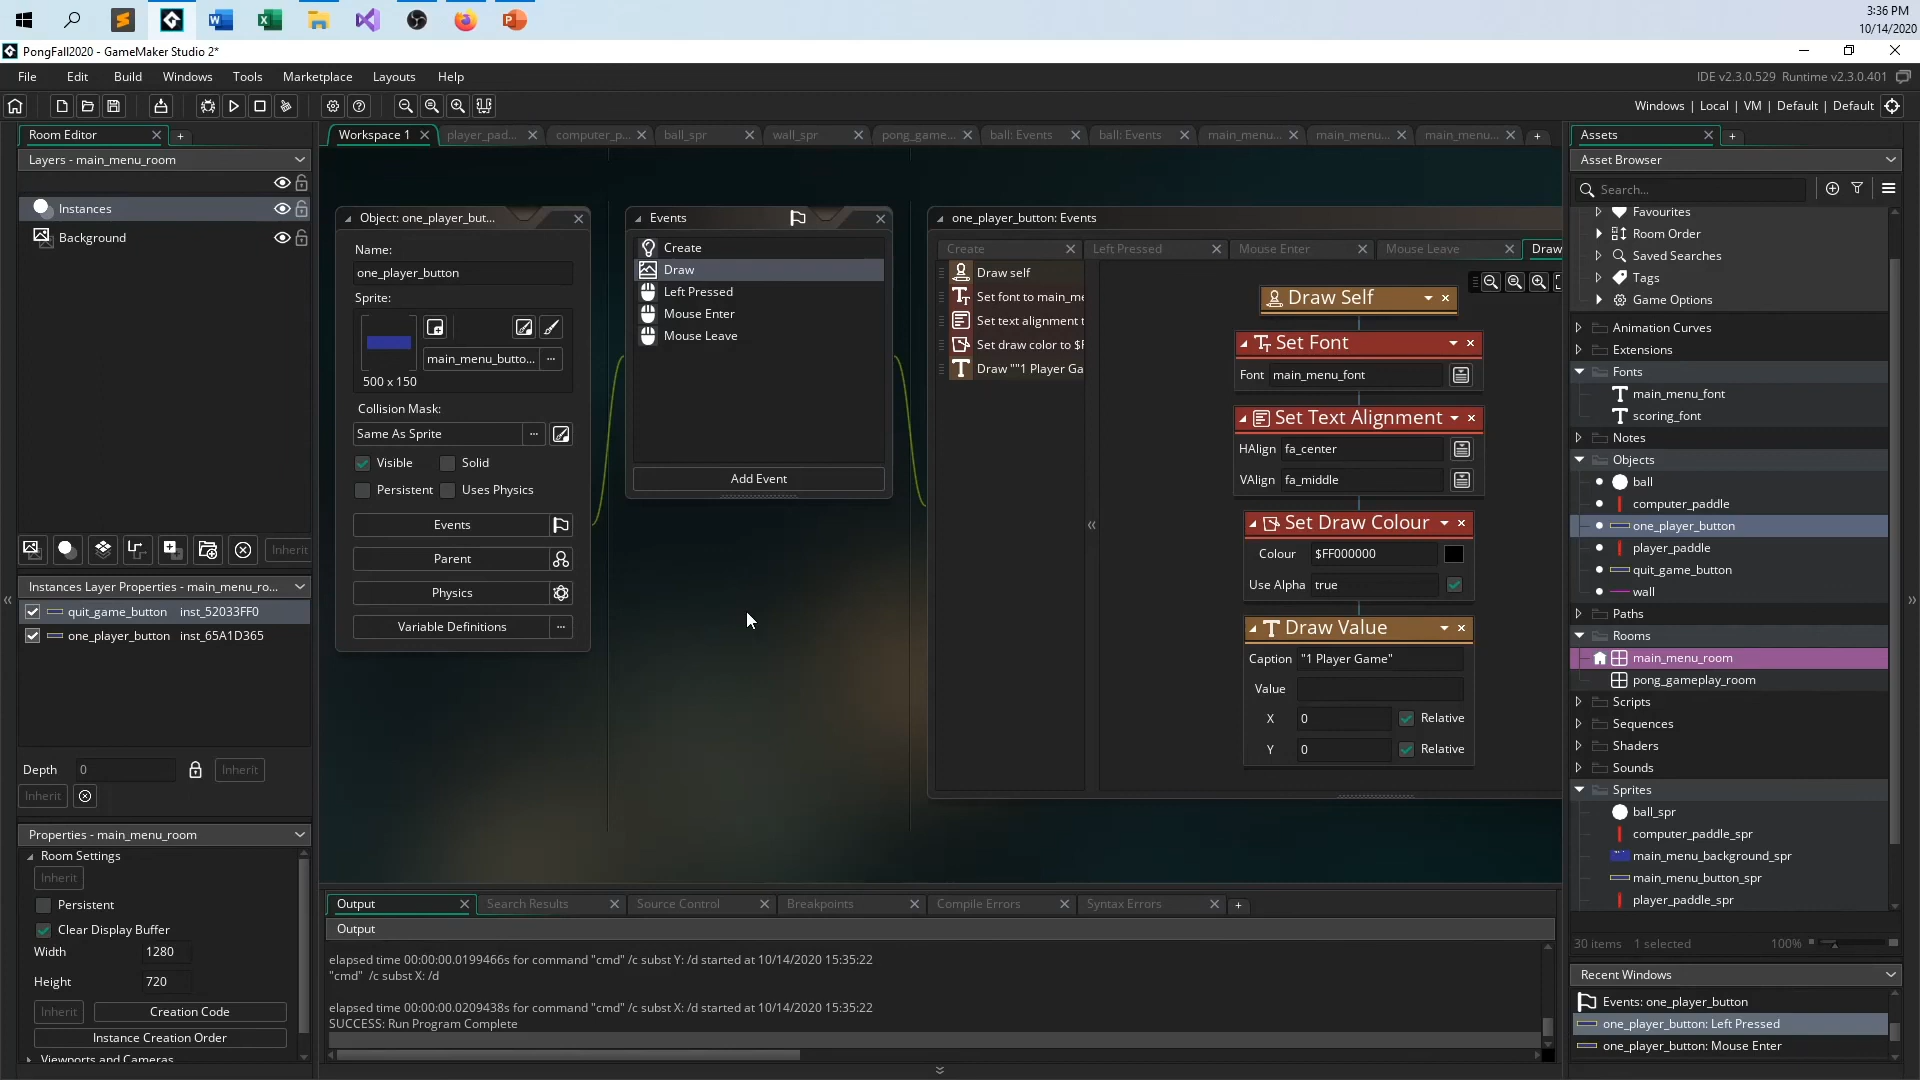 3:36 PM
10/14/2020
PongFall2020 - GameMaker Studio 2*
File Edit Build Windows Tools Marketplace Layouts Help
IDE v2.3.0.529 Runtime v2.3.0.401
Windows | Local | VM | Default | Default
Room Editor
Layers - main_menu_room
Instances
Background
Inherit
Instances Layer Properties - main_menu_ro...
quit_game_button inst_52033FF0
one_player_button inst_65A1D365
Depth 0 Inherit
Inherit
Properties - main_menu_room
Room Settings
Inherit
Persistent
Clear Display Buffer
Width 1280
Height 720
Inherit Creation Code
Instance Creation Order
Viewports and Cameras
Workspace 1 player_pad... computer_p... ball_spr wall_spr pong_game... ball: Events ball: Events main_menu... main_menu... main_menu...
Object: one_player_but...
Name:
one_player_button
Sprite:
main_menu_butto...
500 x 150
Collision Mask:
Same As Sprite
Visible Solid
Persistent Uses Physics
Events
Parent
Physics
Variable Definitions
Events
Create
Draw
Left Pressed
Mouse Enter
Mouse Leave
Add Event
one_player_button: Events
Create Left Pressed Mouse Enter Mouse Leave Draw
Draw self
Set font to main_me
Set text alignment t
Set draw color to $F
Draw ""1 Player Ga
Draw Self
Set Font
Font main_menu_font
Set Text Alignment
HAlign fa_center
VAlign fa_middle
Set Draw Colour
Colour $FF000000
Use Alpha true
Draw Value
Caption "1 Player Game"
Value
X 0 Relative
Y 0 Relative
Output Search Results Source Control Breakpoints Compile Errors Syntax Errors
Output
elapsed time 00:00:00.0199466s for command "cmd" /c subst Y: /d started at 10/14/2020 15:35:22
"cmd" /c subst X: /d
elapsed time 00:00:00.0209438s for command "cmd" /c subst X: /d started at 10/14/2020 15:35:22
SUCCESS: Run Program Complete
Assets
Asset Browser
Search...
Favourites
Room Order
Saved Searches
Tags
Game Options
Animation Curves
Extensions
Fonts
main_menu_font
scoring_font
Notes
Objects
ball
computer_paddle
one_player_button
player_paddle
quit_game_button
wall
Paths
Rooms
main_menu_room
pong_gameplay_room
Scripts
Sequences
Shaders
Sounds
Sprites
ball_spr
computer_paddle_spr
main_menu_background_spr
main_menu_button_spr
player_paddle_spr
30 items 1 selected 100%
Recent Windows
Events: one_player_button
one_player_button: Left Pressed
one_player_button: Mouse Enter